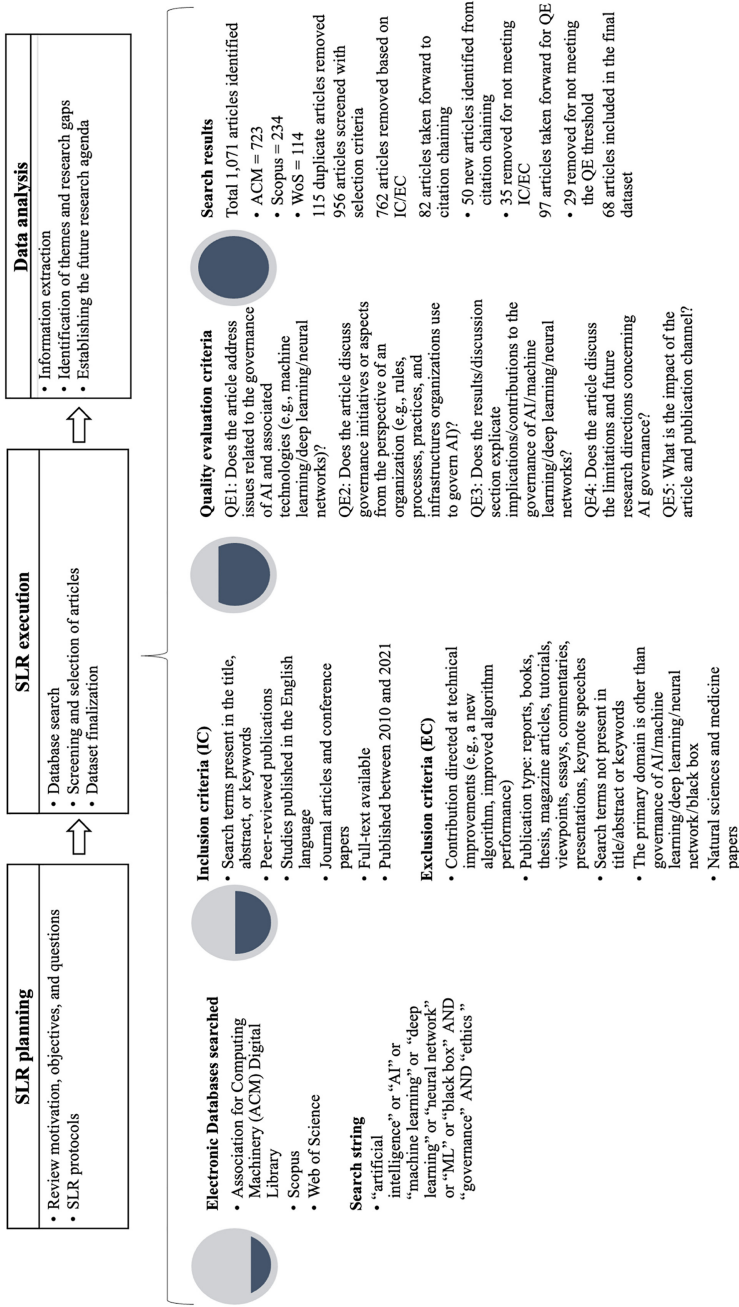 SLR planning
• Review motivation, objectives, and questions
• SLR protocols
SLR execution
• Database search
• Screening and selection of articles
• Dataset finalization
Data analysis
• Information extraction
• Identification of themes and research gaps
• Establishing the future research agenda
Electronic Databases searched
• Association for Computing
Machinery (ACM) Digital
Library
• Scopus
• Web of Science
Search string
• “artificial
intelligence” or “AI” or
“machine learning” or “deep
learning” or “neural network”
or “ML” or “black box” AND
“governance” AND “ethics ”
Inclusion criteria (IC)
• Search terms present in the title,
abstract, or keywords
• Peer-reviewed publications
• Studies published in the English
language
• Journal articles and conference
papers
• Full-text available
• Published between 2010 and 2021
Exclusion criteria (EC)
• Contribution directed at technical
improvements (e.g., a new
algorithm, improved algorithm
performance)
• Publication type: reports, books,
thesis, magazine articles, tutorials,
viewpoints, essays, commentaries,
presentations, keynote speeches
• Search terms not present in
title/abstract or keywords
• The primary domain is other than
governance of AI/machine
learning/deep learning/neural
network/black box
• Natural sciences and medicine
papers
Quality evaluation criteria
QE1: Does the article address
issues related to the governance
of AI and associated
technologies (e.g., machine
learning/deep learning/neural
networks)?
QE2: Does the article discuss
governance initiatives or aspects
from the perspective of an
organization (e.g., rules,
processes, practices, and
infrastructures organizations use
to govern AI)?
QE3: Does the results/discussion
section explicate
implications/contributions to the
governance of AI/machine
learning/deep learning/neural
networks?
QE4: Does the article discuss
the limitations and future
research directions concerning
AI governance?
QE5: What is the impact of the
article and publication channel?
Search results
Total 1,071 articles identified
• ACM = 723
• Scopus = 234
• WoS = 114
115 duplicate articles removed
956 articles screened with
selection criteria
762 articles removed based on
IC/EC
82 articles taken forward to
citation chaining
• 50 new articles identified from
citation chaining
• 35 removed for not meeting
IC/EC
97 articles taken forward for QE
• 29 removed for not meeting
the QE threshold
68 articles included in the final
dataset